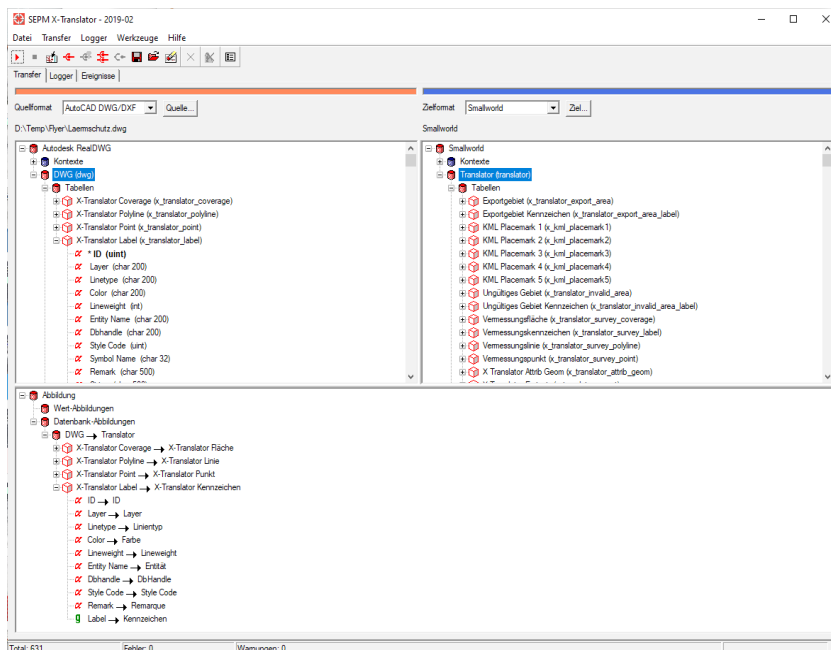 SEPM X-Translator - 2019-02
Datei Transfer Logger Werkzeuge Hilfe
Transfer Logger Ereignisse
Quellformat AutoCAD DWG/DXF Quelle...
D:\Temp\Flyer\Laermschutz.dwg
Autodesk RealDWG
Kontexte
DWG (dwg)
Tabellen
X-Translator Coverage (x_translator_coverage)
X-Translator Polyline (x_translator_polyline)
X-Translator Point (x_translator_point)
X-Translator Label (x_translator_label)
* ID (uint)
Layer (char 200)
Linetype (char 200)
Color (char 200)
Lineweight (int)
Entity Name (char 200)
Dbhandle (char 200)
Style Code (uint)
Symbol Name (char 32)
Remark (char 500)
Zielformat Smallworld Ziel...
Smallworld
Smallworld
Kontexte
Translator (translator)
Tabellen
Exportgebiet (x_translator_export_area)
Exportgebiet Kennzeichen (x_translator_export_area_label)
KML Placemark 1 (x_kml_placemark1)
KML Placemark 2 (x_kml_placemark2)
KML Placemark 3 (x_kml_placemark3)
KML Placemark 4 (x_kml_placemark4)
KML Placemark 5 (x_kml_placemark5)
Ungültiges Gebiet (x_translator_invalid_area)
Ungültiges Gebiet Kennzeichen (x_translator_invalid_area_label)
Vermessungsfläche (x_translator_survey_coverage)
Vermessungskennzeichen (x_translator_survey_label)
Vermessungslinie (x_translator_survey_polyline)
Vermessungspunkt (x_translator_survey_point)
X Translator Attrib Geom (x_translator_attrib_geom)
Abbildung
Wert-Abbildungen
Datenbank-Abbildungen
DWG → Translator
X-Translator Coverage → X-Translator Fläche
X-Translator Polyline → X-Translator Linie
X-Translator Point → X-Translator Punkt
X-Translator Label → X-Translator Kennzeichen
ID → ID
Layer → Layer
Linetype → Linientyp
Color → Farbe
Lineweight → Lineweight
Entity Name → Entität
Dbhandle → DbHandle
Style Code → Style Code
Remark → Remarque
Label → Kennzeichen
Total: 631 Fehler: 0 Warnungen: 0